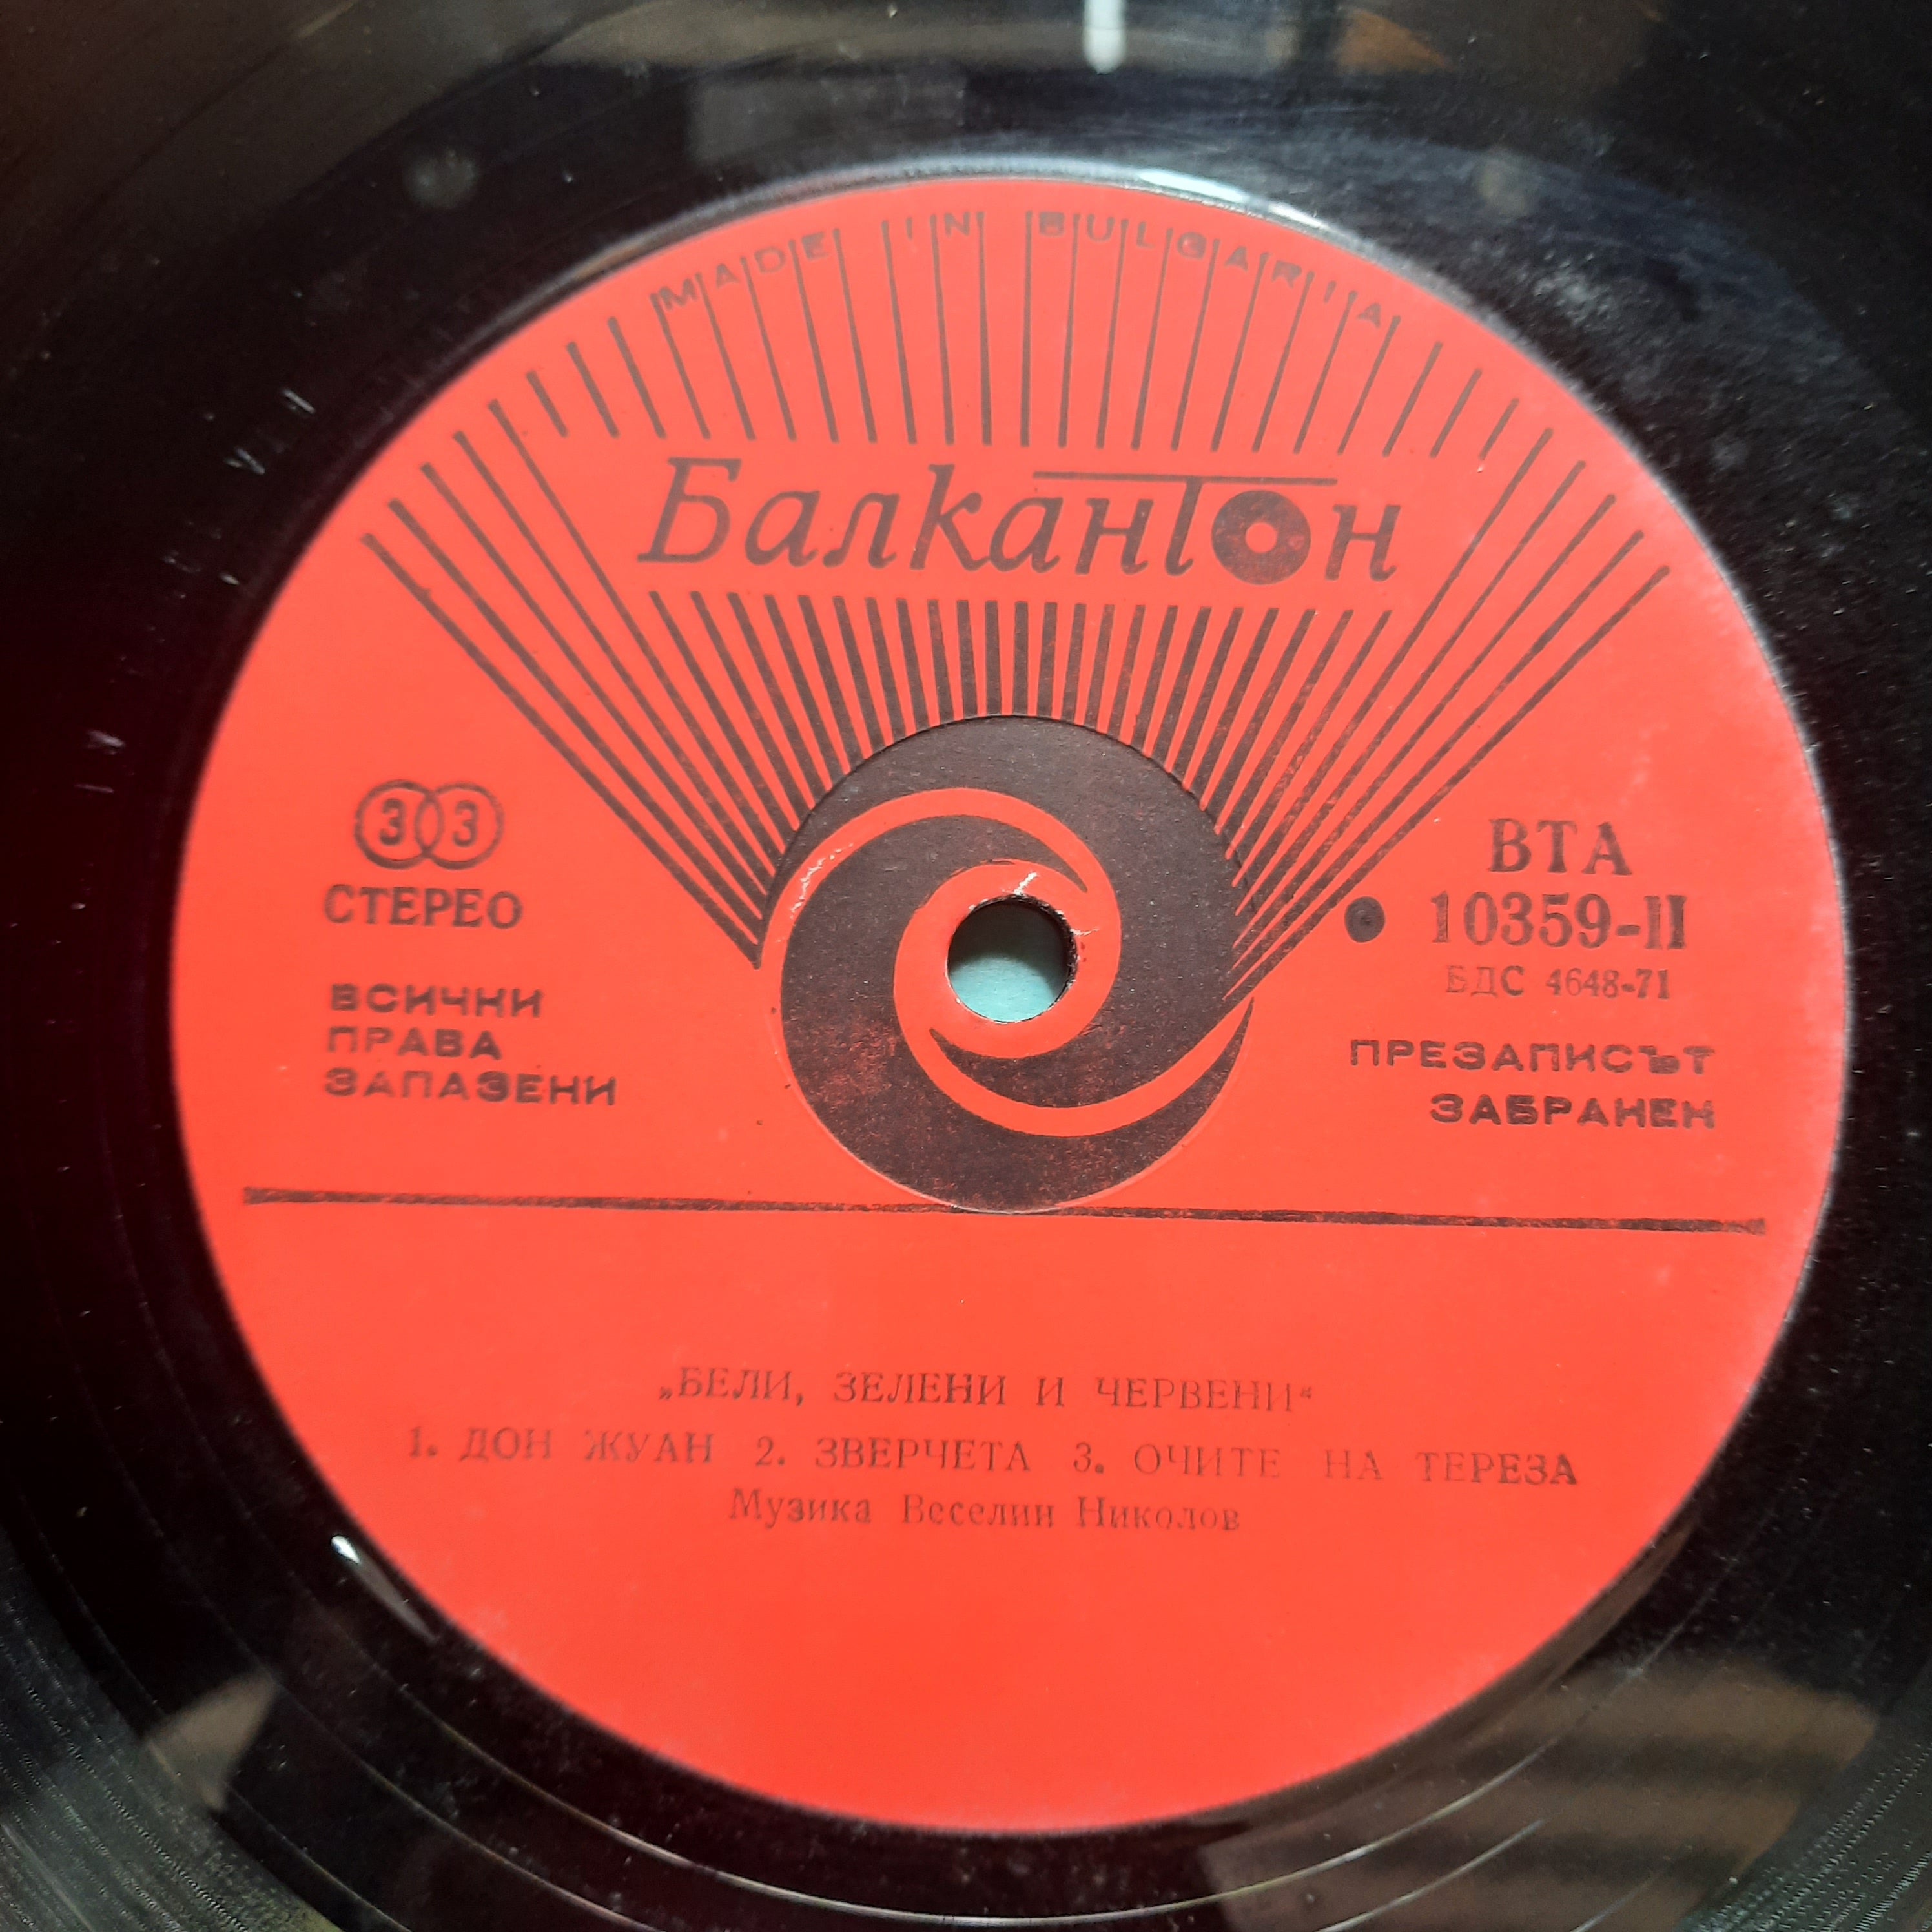 MADE IN BULGARIA
Балкантон
33
СТЕРЕО
ВСИЧНИ
ПРАВА
ЗАПАЗЕНИ
ВТА
10359-II
БДС 4648-71
ПРЕЗАПИСЪТ
ЗАБРАНЕН
„БЕЛИ, ЗЕЛЕНИ И ЧЕРВЕНИ“
1. ДОН ЖУАН 2. ЗВЕРЧЕТА 3. ОЧИТЕ НА ТЕРЕЗА
Музика Веселин Николов